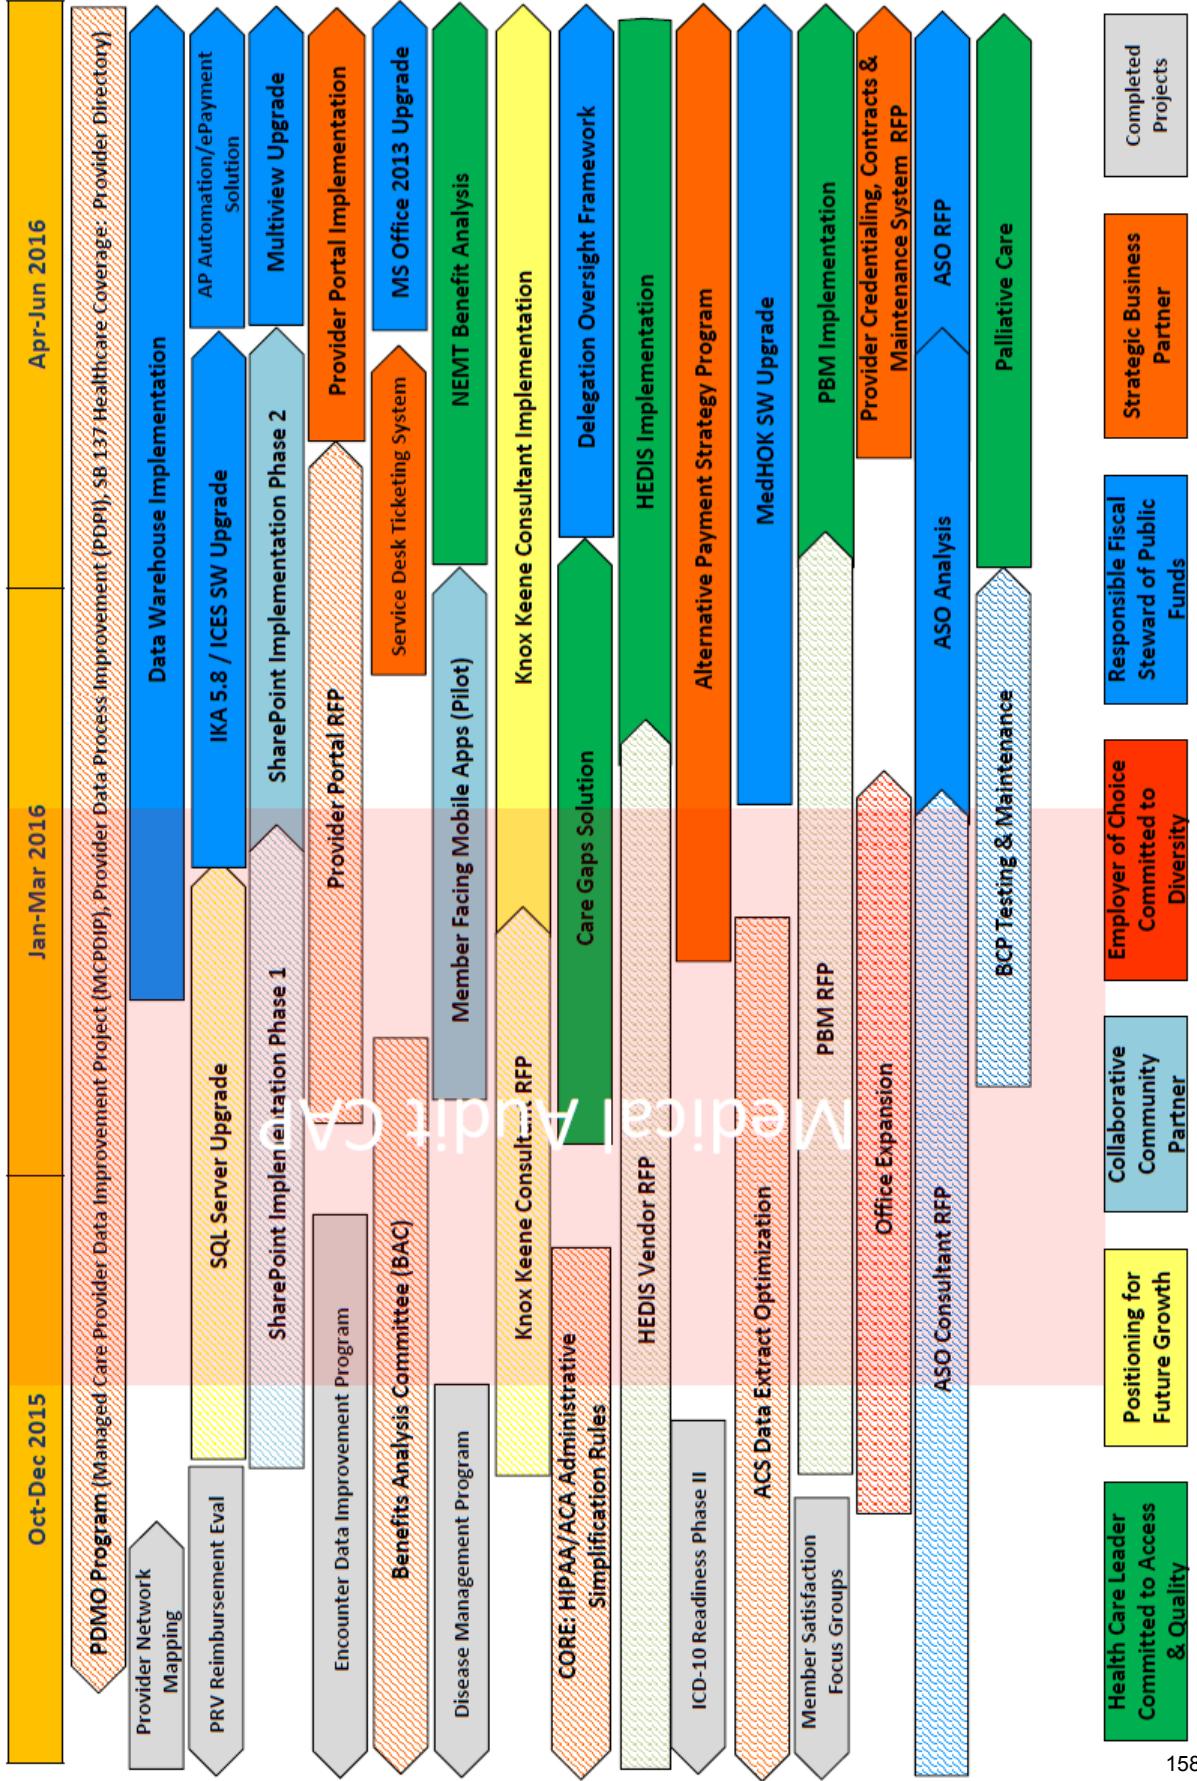 Oct-Dec 2015
Jan-Mar 2016
Apr-Jun 2016
PDMO Program (Managed Care Provider Data Improvement Project (MCPDIP), Provider Data Process Improvement (PDPI), SB 137 Healthcare Coverage: Provider Directory)
Provider Network
Mapping
Data Warehouse Implementation
PRV Reimbursement Eval
SQL Server Upgrade
IKA 5.8 / ICES SW Upgrade
AP Automation/ePayment
Solution
SharePoint Implementation Phase 1
SharePoint Implementation Phase 2
Multiview Upgrade
Encounter Data Improvement Program
Provider Portal RFP
Provider Portal Implementation
Benefits Analysis Committee (BAC)
Service Desk Ticketing System
MS Office 2013 Upgrade
Disease Management Program
Member Facing Mobile Apps (Pilot)
NEMT Benefit Analysis
Knox Keene Consultant RFP
Knox Keene Consultant Implementation
CORE: HIPAA/ACA Administrative
Simplification Rules
Care Gaps Solution
Delegation Oversight Framework
HEDIS Vendor RFP
HEDIS Implementation
ICD-10 Readiness Phase II
Alternative Payment Strategy Program
ACS Data Extract Optimization
MedHOK SW Upgrade
Member Satisfaction
Focus Groups
PBM RFP
PBM Implementation
Office Expansion
Provider Credentialing, Contracts &
Maintenance System RFP
ASO Consultant RFP
ASO Analysis
ASO RFP
BCP Testing & Maintenance
Palliative Care
Medical Audit CAP
Health Care Leader
Committed to Access
& Quality
Positioning for
Future Growth
Collaborative
Community
Partner
Employer of Choice
Committed to
Diversity
Responsible Fiscal
Steward of Public
Funds
Strategic Business
Partner
Completed
Projects
158